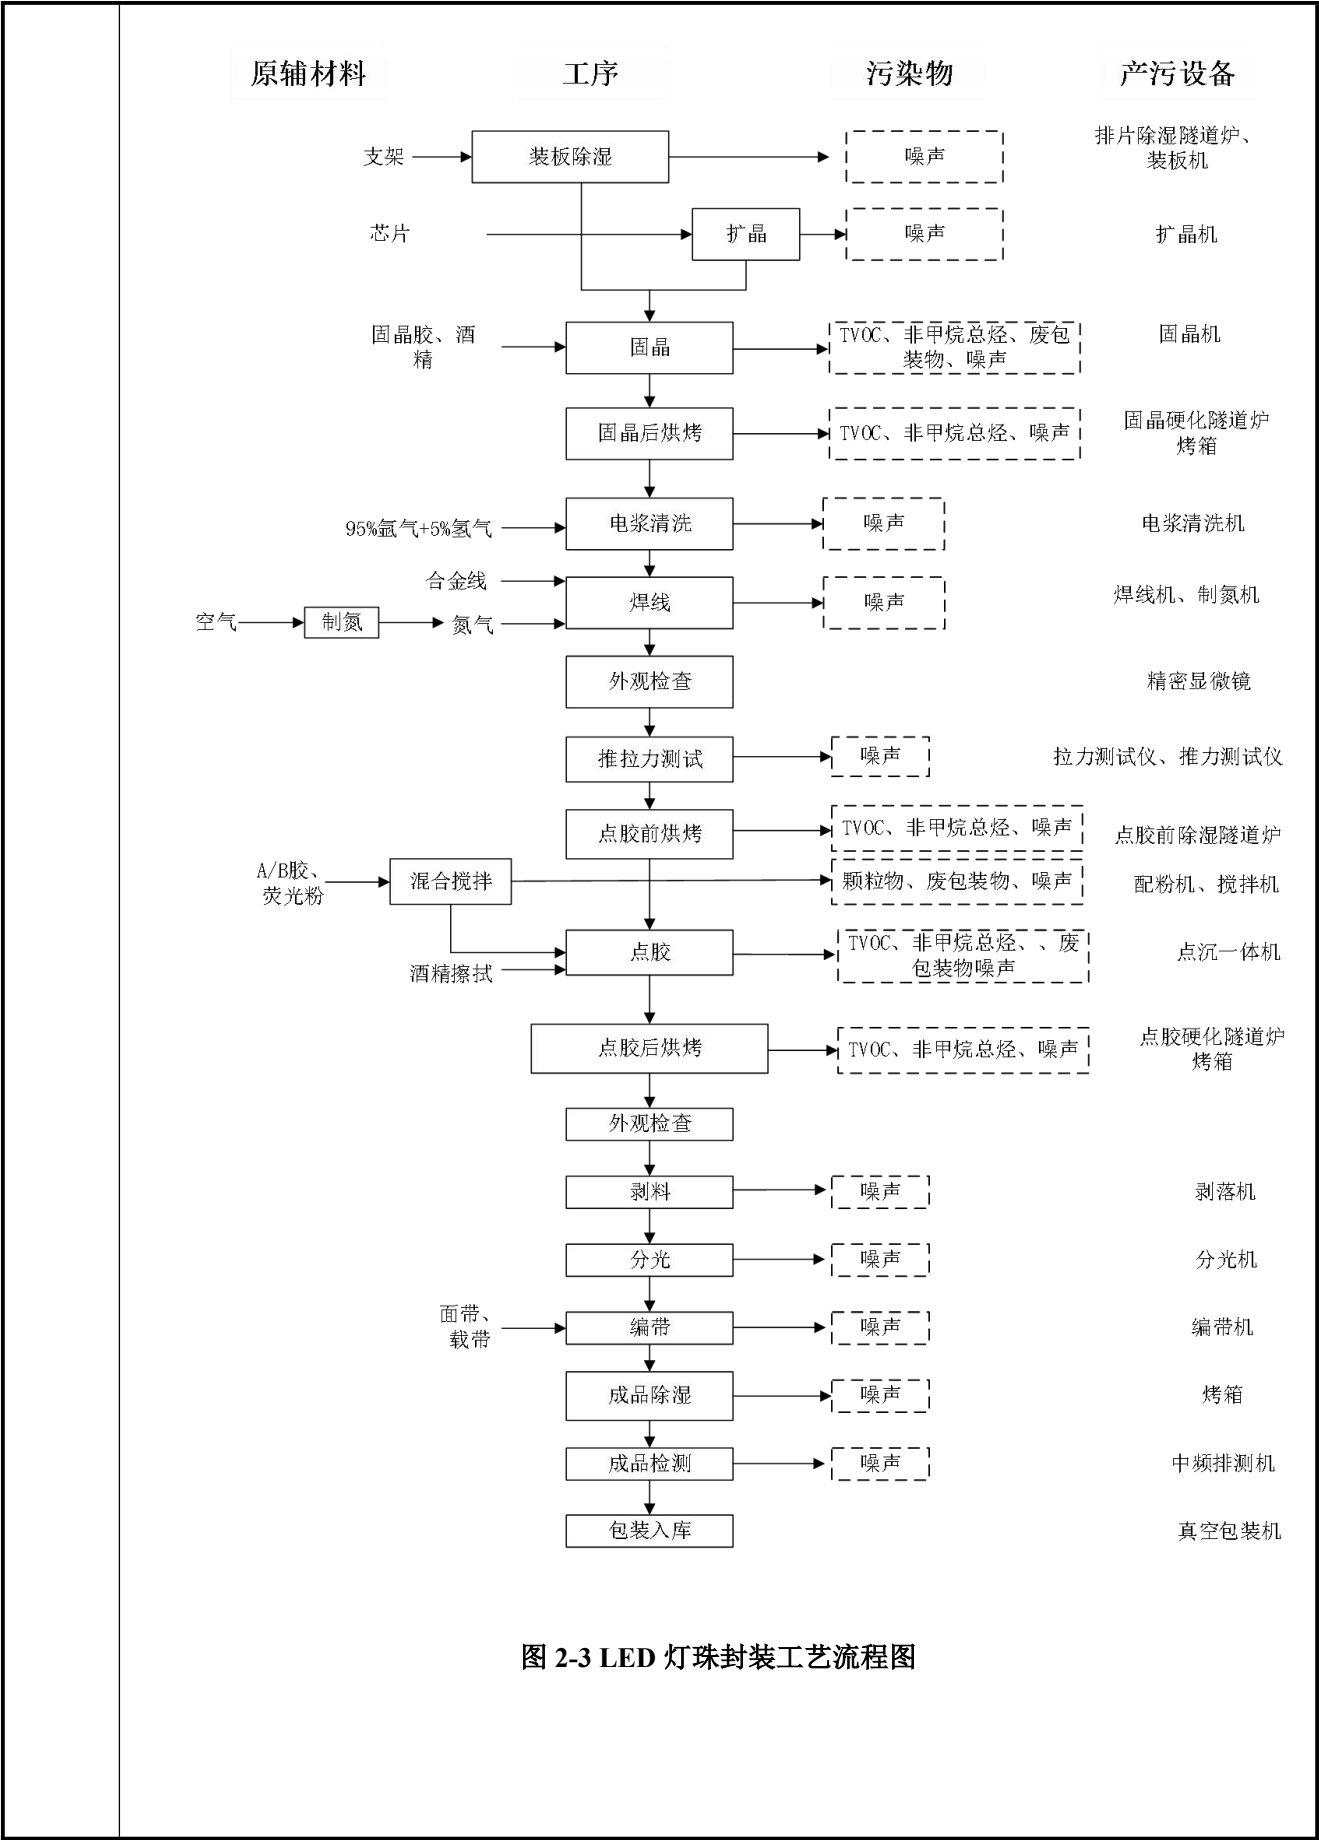 原辅材料 工序 污染物 产污设备
支架 装板除湿 噪声 排片除湿隧道炉、
装板机
芯片 扩晶 噪声 扩晶机
固晶胶、酒
精
固晶
TVOC、非甲烷总烃、废包
装物、噪声
固晶机
固晶后烘烤 TVOC、非甲烷总烃、噪声
固晶硬化隧道炉
烤箱
95%氩气+5%氢气 电浆清洗 噪声 电浆清洗机
合金线 焊线 噪声 焊线机、制氮机
空气 制氮 氮气
外观检查 精密显微镜
推拉力测试 噪声 拉力测试仪、推力测试仪
点胶前烘烤 TVOC、非甲烷总烃、噪声 点胶前除湿隧道炉
A/B胶、
荧光粉
混合搅拌 颗粒物、废包装物、噪声 配粉机、搅拌机
点胶
TVOC、非甲烷总烃、、废
包装物噪声
点沉一体机
酒精擦拭
点胶后烘烤 TVOC、非甲烷总烃、噪声
点胶硬化隧道炉
烤箱
外观检查
剥料 噪声 剥落机
分光 噪声 分光机
面带、
载带
编带 噪声 编带机
成品除湿 噪声 烤箱
成品检测 噪声 中频排测机
包装入库 真空包装机
图 2-3 LED 灯珠封装工艺流程图